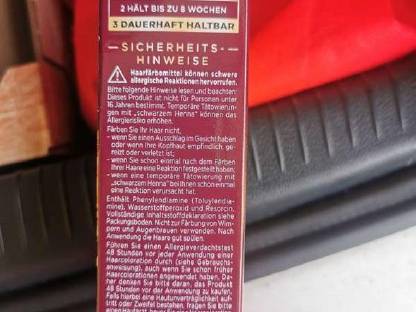 2 HÄLT BIS ZU 8 WOCHEN
3 DAUERHAFT HALTBAR
SICHERHEITS-
HINWEISE
Haarfärbemittel können schwere
allergische Reaktionen hervorrufen.
Bitte folgende Hinweise lesen und beachten:
Dieses Produkt ist nicht für Personen unter
16 Jahren bestimmt. Temporäre Tätowierun-
gen mit „schwarzem Henna" können das
Allergierisiko erhöhen.
Färben Sie Ihr Haar nicht,
- wenn Sie einen Ausschlag im Gesicht haben
oder wenn Ihre Kopfhaut empfindlich, ge-
reizt oder verletzt ist;
- wenn Sie schon einmal nach dem Färben
Ihrer Haare eine Reaktion festgestellt haben;
- wenn eine temporäre Tätowierung mit
„schwarzem Henna" bei Ihnen schon einmal
eine Reaktion verursacht hat.
Enthält Phenylendiamine (Toluylendia-
mine), Wasserstoffperoxid und Resorcin.
Vollständige Inhaltsstoffdeklaration siehe
Packungsboden. Nicht zur Färbung von Wim-
pern und Augenbrauen verwenden. Nach
Anwendung die Haare gut spülen.
Führen Sie einen Allergieverdachtstest
48 Stunden vor jeder Anwendung einer
Haarcoloration durch (siehe Gebrauchs-
anweisung), auch wenn Sie schon früher
Haarcolorationen angewendet haben. Da-
her denken Sie bitte daran, das Produkt
48 Stunden vor der Anwendung zu kaufen.
Falls hierbei eine Hautunverträglichkeit auf-
tritt oder Zweifel bestehen, fragen Sie bitte